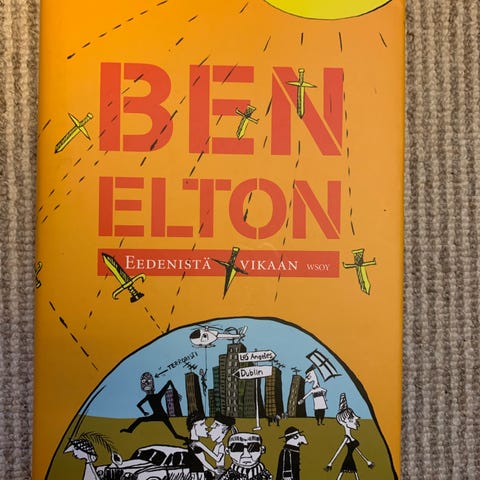 BEN
ELTON
EEDENISTÄ VIKAAN WSOY
LOS Angeles
Dublin
TERRORISTI